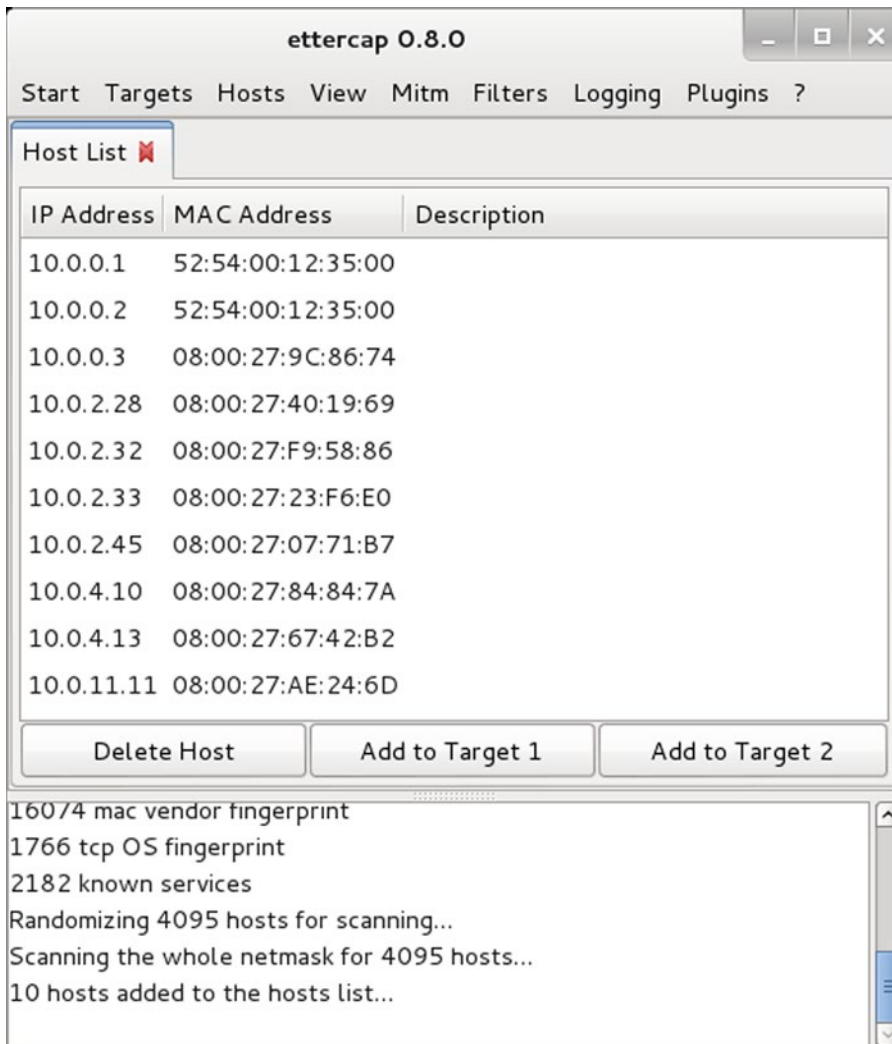 ettercap 0.8.0
Start Targets Hosts View Mitm Filters Logging Plugins ?
Host List
IP Address MAC Address Description
10.0.0.1 52:54:00:12:35:00
10.0.0.2 52:54:00:12:35:00
10.0.0.3 08:00:27:9C:86:74
10.0.2.28 08:00:27:40:19:69
10.0.2.32 08:00:27:F9:58:86
10.0.2.33 08:00:27:23:F6:E0
10.0.2.45 08:00:27:07:71:B7
10.0.4.10 08:00:27:84:84:7A
10.0.4.13 08:00:27:67:42:B2
10.0.11.11 08:00:27:AE:24:6D
Delete Host Add to Target 1 Add to Target 2
16074 mac vendor fingerprint
1766 tcp OS fingerprint
2182 known services
Randomizing 4095 hosts for scanning...
Scanning the whole netmask for 4095 hosts...
10 hosts added to the hosts list...